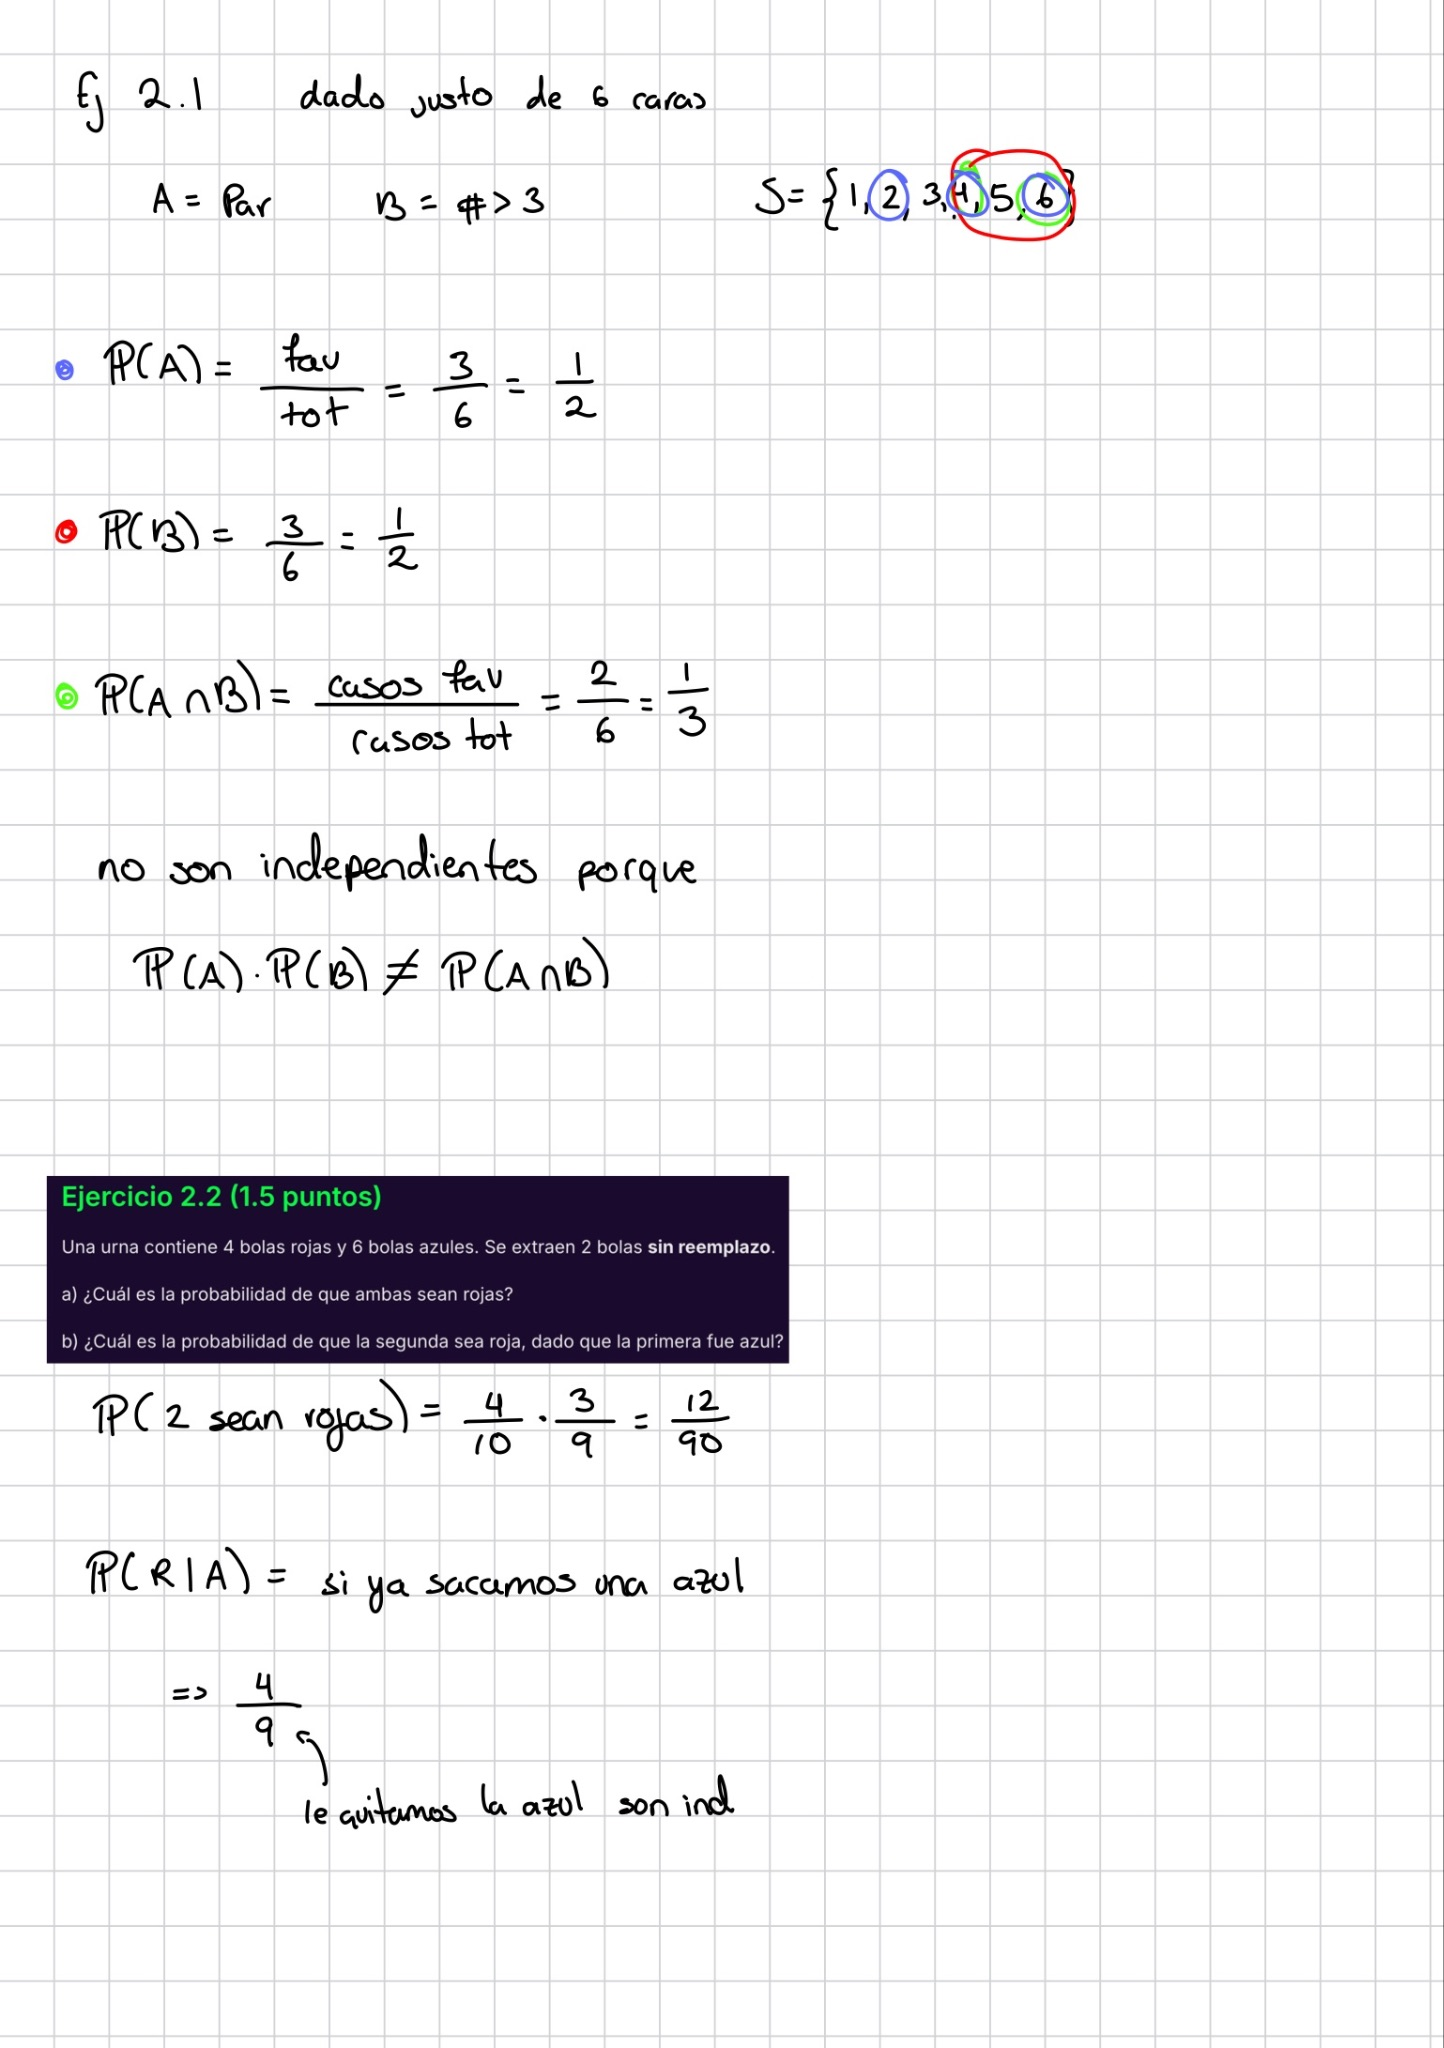 Ej 2.1 dado justo de 6 caras
A = Par B = # > 3 S = {1, 2, 3, 4, 5, 6}
P(A) = fav/tot = 3/6 = 1/2
P(B) = 3/6 = 1/2
P(A∩B) = casos fav/casos tot = 2/6 = 1/3
no son independientes porque
P(A) · P(B) ≠ P(A∩B)
Ejercicio 2.2 (1.5 puntos)
Una urna contiene 4 bolas rojas y 6 bolas azules. Se extraen 2 bolas sin reemplazo.
a) ¿Cuál es la probabilidad de que ambas sean rojas?
b) ¿Cuál es la probabilidad de que la segunda sea roja, dado que la primera fue azul?
P(2 sean rojas) = 4/10 · 3/9 = 12/90
P(R|A) = si ya sacamos una azul
=> 4/9
le quitamos la azul son ind